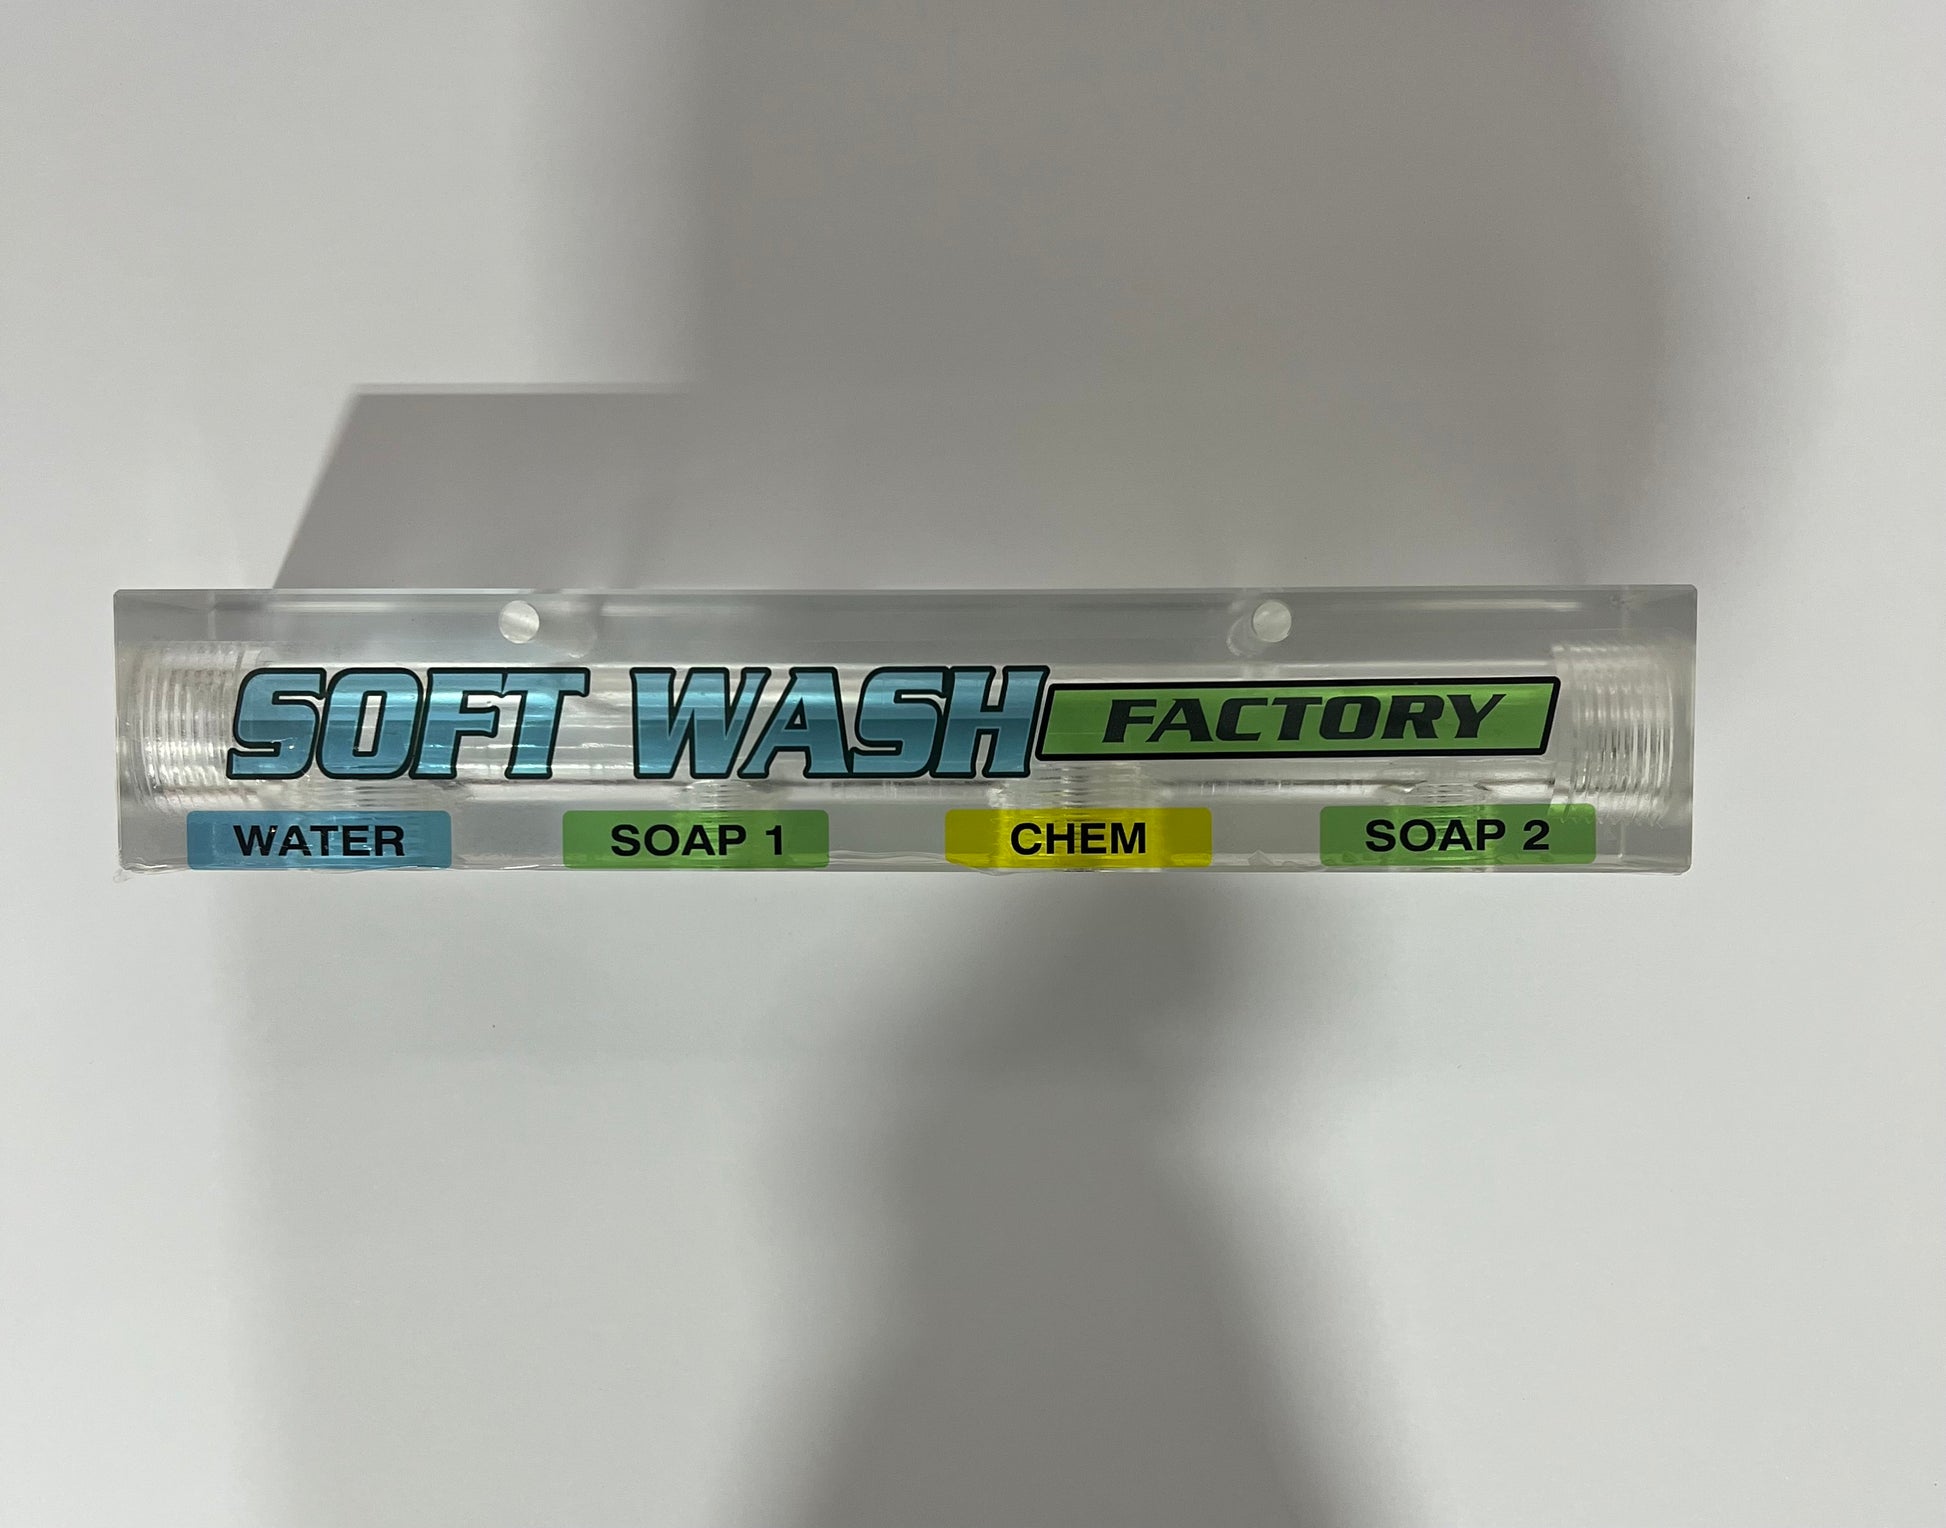 SOFT WASH FACTORY
WATER SOAP 1 CHEM SOAP 2